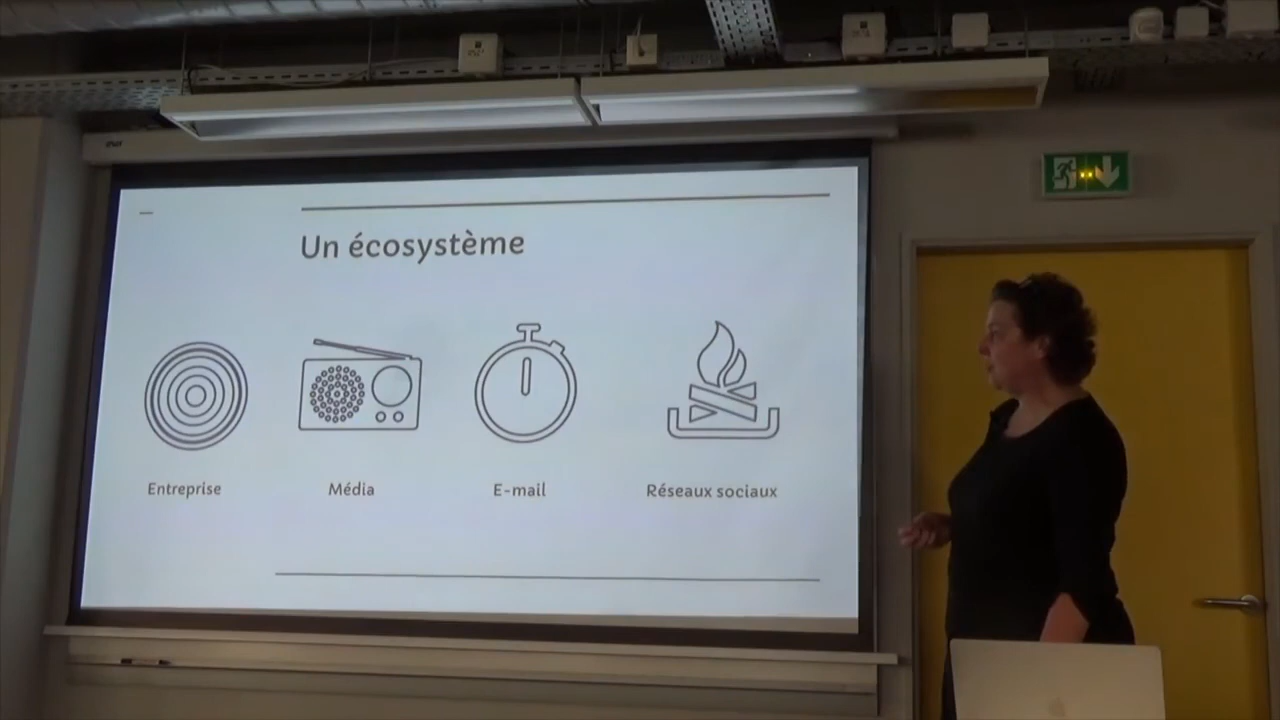 Un écosystème
Entreprise
Média
E-mail
Réseaux sociaux